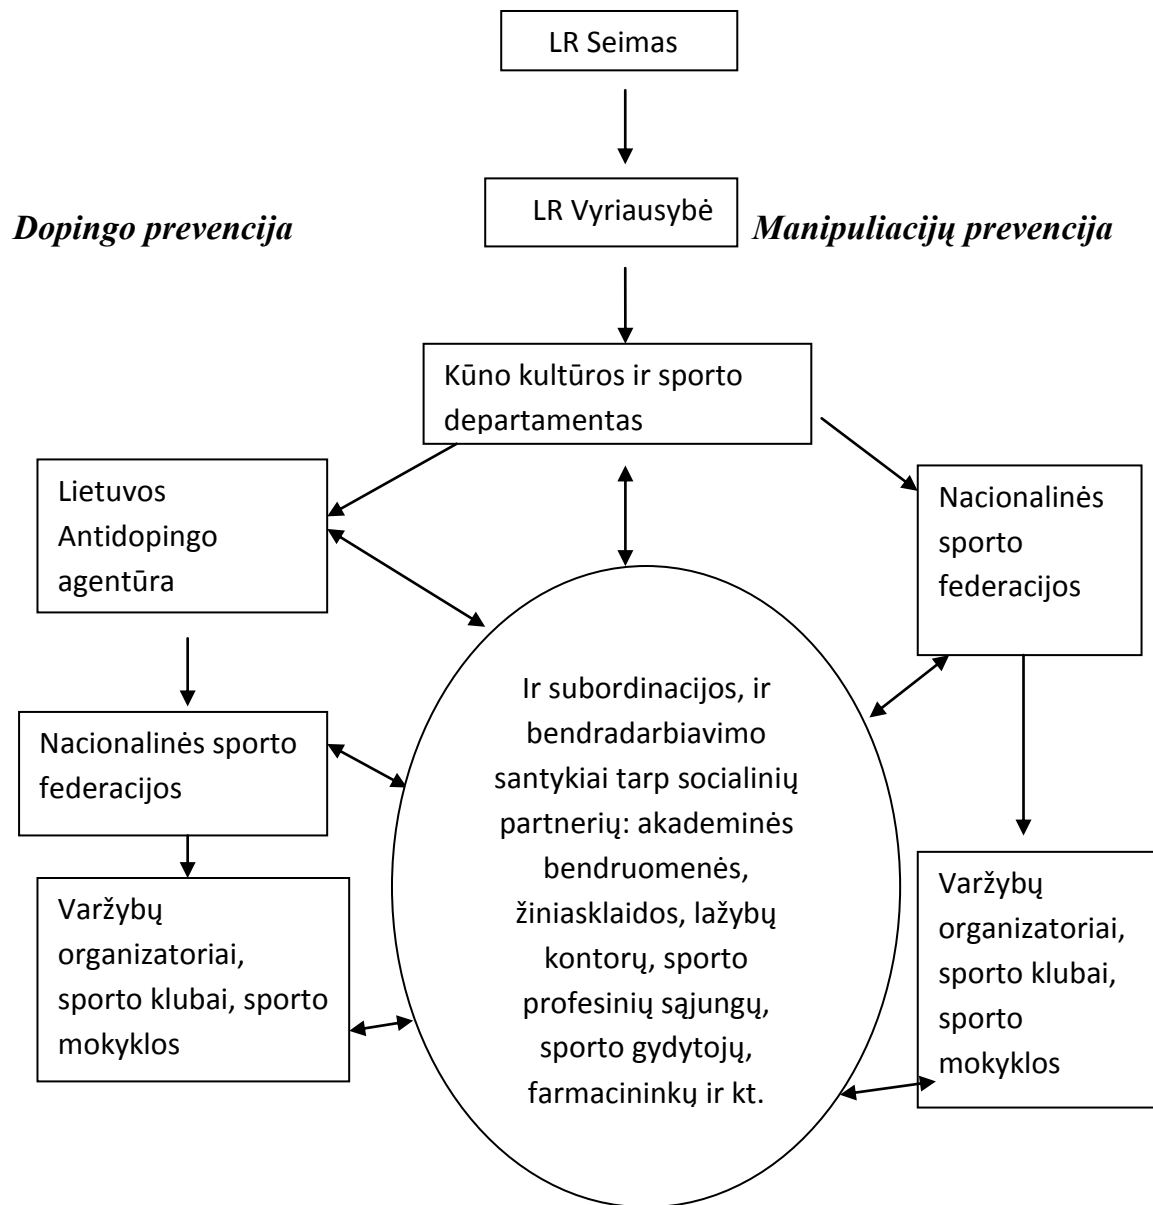 LR Seimas
LR Vyriausybė
Dopingo prevencija
Manipuliacijų prevencija
Kūno kultūros ir sporto
departamentas
Lietuvos
Antidopingo
agentūra
Nacionalinės
sporto
federacijos
Nacionalinės sporto
federacijos
Ir subordinacijos, ir
bendradarbiavimo
santykiai tarp socialinių
partnerių: akademinės
bendruomenės,
žiniasklaidos, lažybų
kontorų, sporto
profesinių sąjungų,
sporto gydytojų,
farmacininkų ir kt.
Varžybų
organizatoriai,
sporto klubai, sporto
mokyklos
Varžybų
organizatoriai,
sporto klubai,
sporto
mokyklos